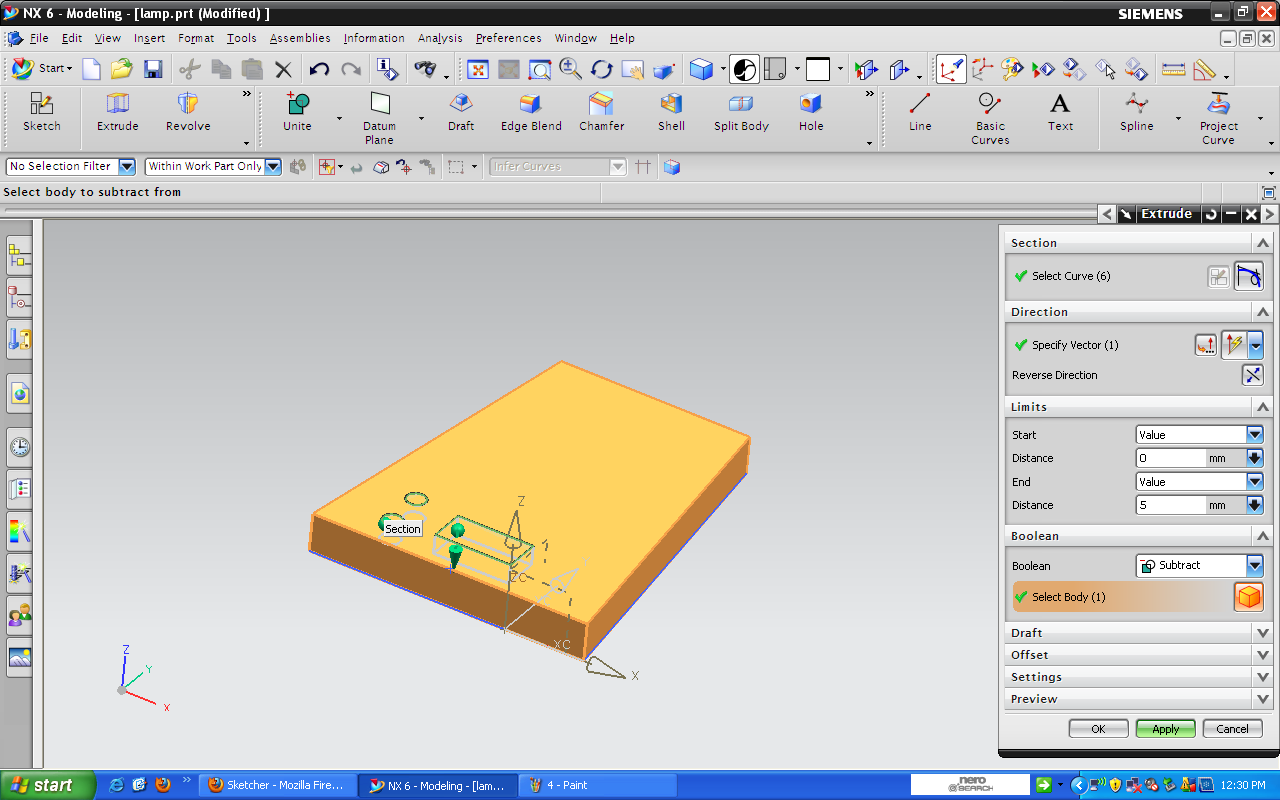 NX 6 - Modeling - [lamp.prt (Modified) ]
SIEMENS
File Edit View Insert Format Tools Assemblies Information Analysis Preferences Window Help
Start
Sketch Extrude Revolve Unite Datum Plane Draft Edge Blend Chamfer Shell Split Body Hole Line Basic Curves Text Spline Project Curve
No Selection Filter Within Work Part Only Infer Curves
Select body to subtract from
Extrude
Section
Select Curve (6)
Direction
Specify Vector (1)
Reverse Direction
Limits
Start Value
Distance 0 mm
End Value
Distance 5 mm
Boolean
Boolean Subtract
Select Body (1)
Draft
Offset
Settings
Preview
OK Apply Cancel
Z
Section
ZC
XC
X
Z
Y
X
start Sketcher - Mozilla Fire... NX 6 - Modeling - [lam... 4 - Paint nero SEARCH 12:30 PM